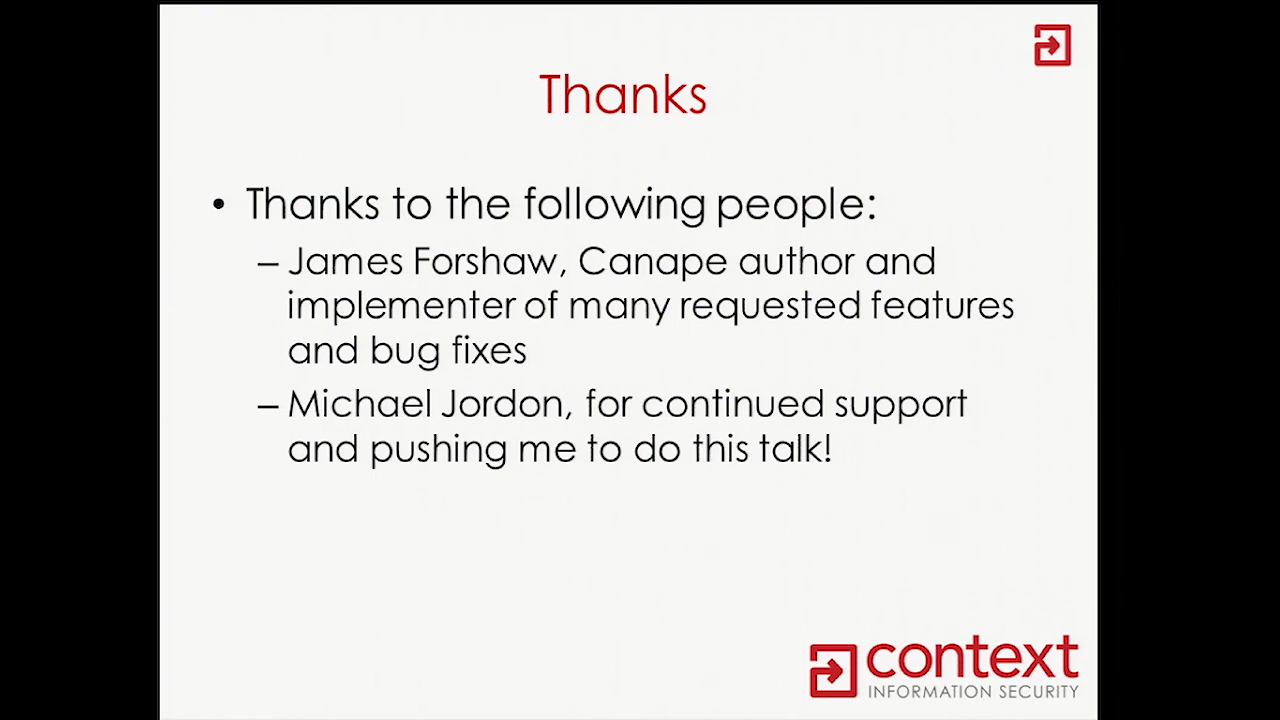 Thanks
• Thanks to the following people:
– James Forshaw, Canape author and
implementer of many requested features
and bug fixes
– Michael Jordon, for continued support
and pushing me to do this talk!
context
INFORMATION SECURITY